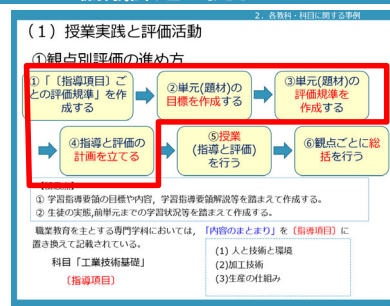 2．各教科・科目に関する事例
（1）授業実践と評価活動
①観点別評価の進め方
①「〔指導項目〕ご
との評価規準」を作
成する
②単元(題材)の
目標を作成する
③単元(題材)の
評価規準を
作成する
④指導と評価の
計画を立てる
⑤授業
(指導と評価)
を行う
⑥観点ごとに総
括を行う
① 学習指導要領の目標や内容，学習指導要領解説等を踏まえて作成する。
② 生徒の実態,前単元までの学習状況等を踏まえて作成する。
職業教育を主とする専門学科においては，「内容のまとまり」を〔指導項目〕に
置き換えて記載されている。
科目「工業技術基礎」
〔指導項目〕
(1) 人と技術と環境
(2)加工技術
(3)生産の仕組み